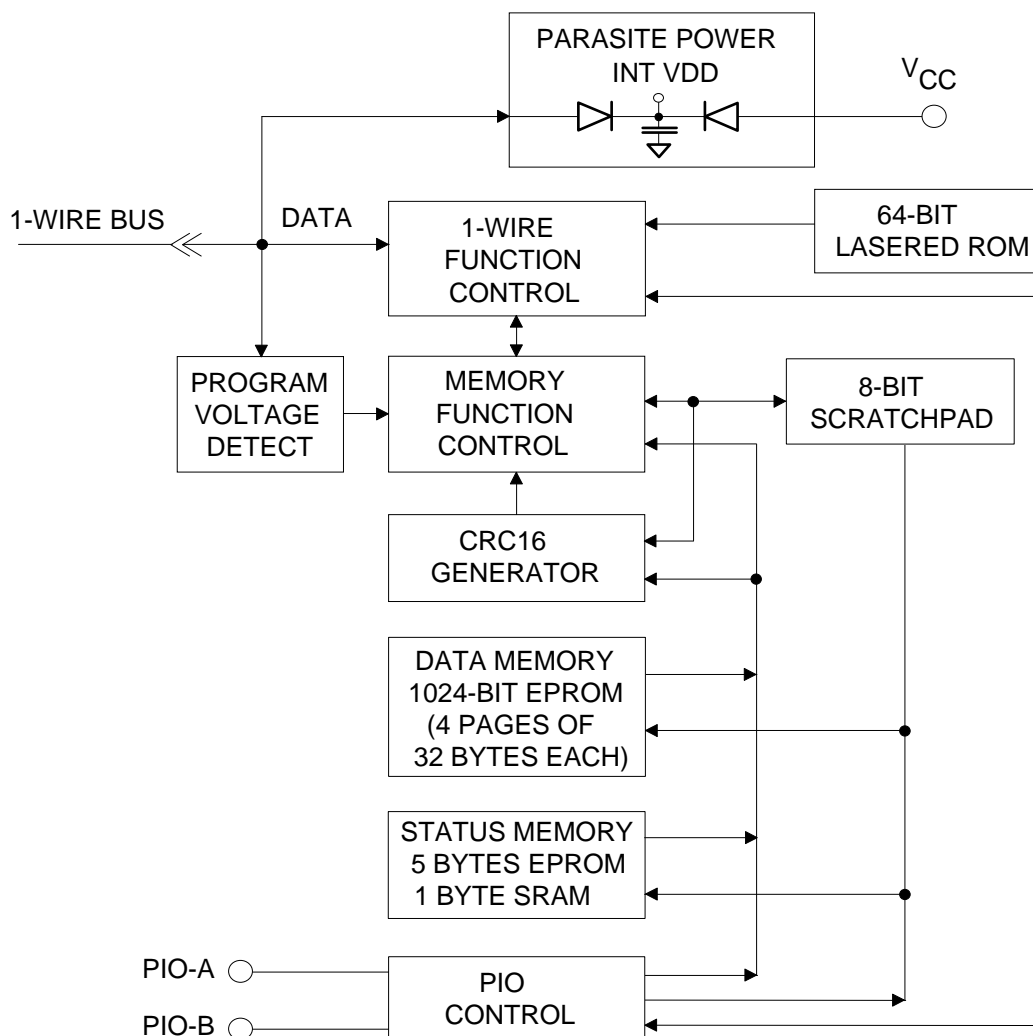 PARASITE POWER
INT VDD
VCC
1-WIRE BUS
DATA
1-WIRE
FUNCTION
CONTROL
64-BIT
LASERED ROM
PROGRAM
VOLTAGE
DETECT
MEMORY
FUNCTION
CONTROL
8-BIT
SCRATCHPAD
CRC16
GENERATOR
DATA MEMORY
1024-BIT EPROM
(4 PAGES OF
32 BYTES EACH)
STATUS MEMORY
5 BYTES EPROM
1 BYTE SRAM
PIO-A
PIO-B
PIO
CONTROL